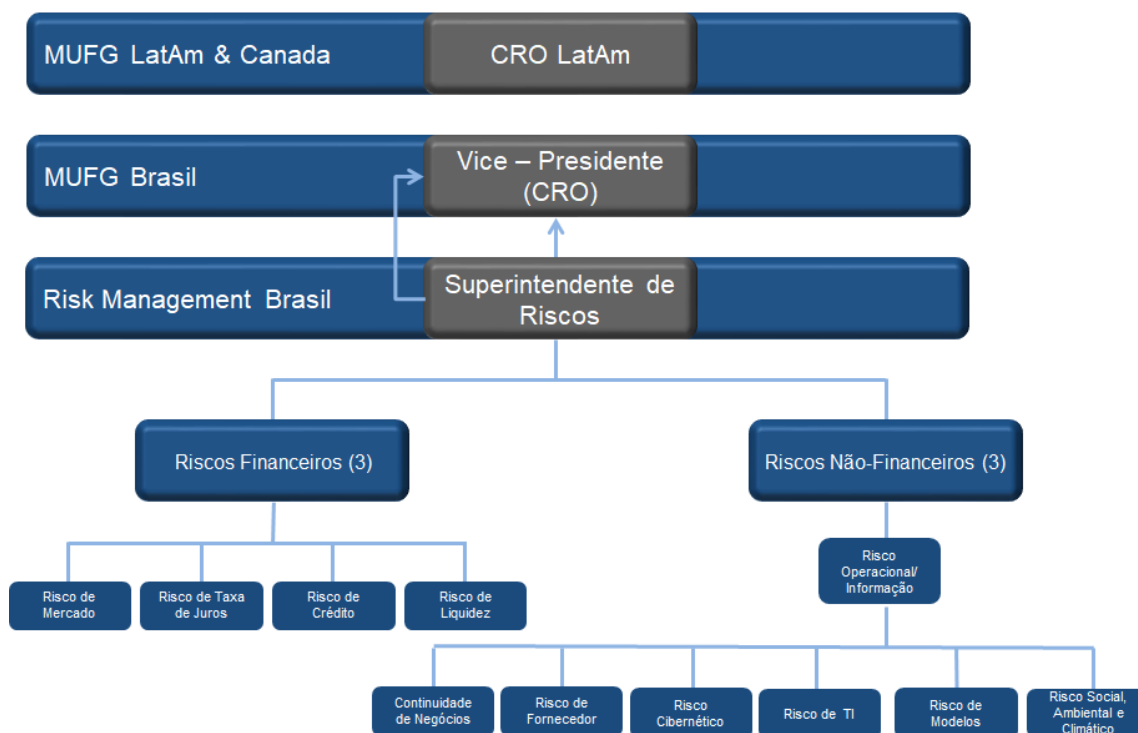 MUFG LatAm & Canada
CRO LatAm
MUFG Brasil
Vice – Presidente
(CRO)
Risk Management Brasil
Superintendente de
Riscos
Riscos Financeiros (3)
Riscos Não-Financeiros (3)
Risco
Operacional/
Informação
Risco de
Mercado
Risco de Taxa
de Juros
Risco de
Crédito
Risco de
Liquidez
Continuidade
de Negócios
Risco de
Fornecedor
Risco
Cibernético
Risco de TI
Risco de
Modelos
Risco Social,
Ambiental e
Climático